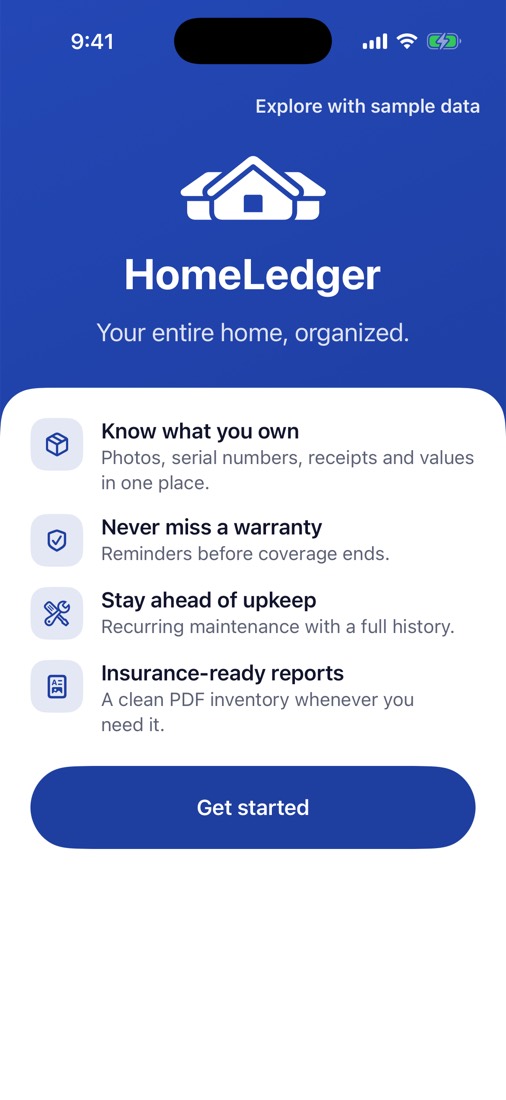 9:41
Explore with sample data
HomeLedger
Your entire home, organized.
Know what you own
Photos, serial numbers, receipts and values
in one place.
Never miss a warranty
Reminders before coverage ends.
Stay ahead of upkeep
Recurring maintenance with a full history.
Insurance-ready reports
A clean PDF inventory whenever you
need it.
Get started